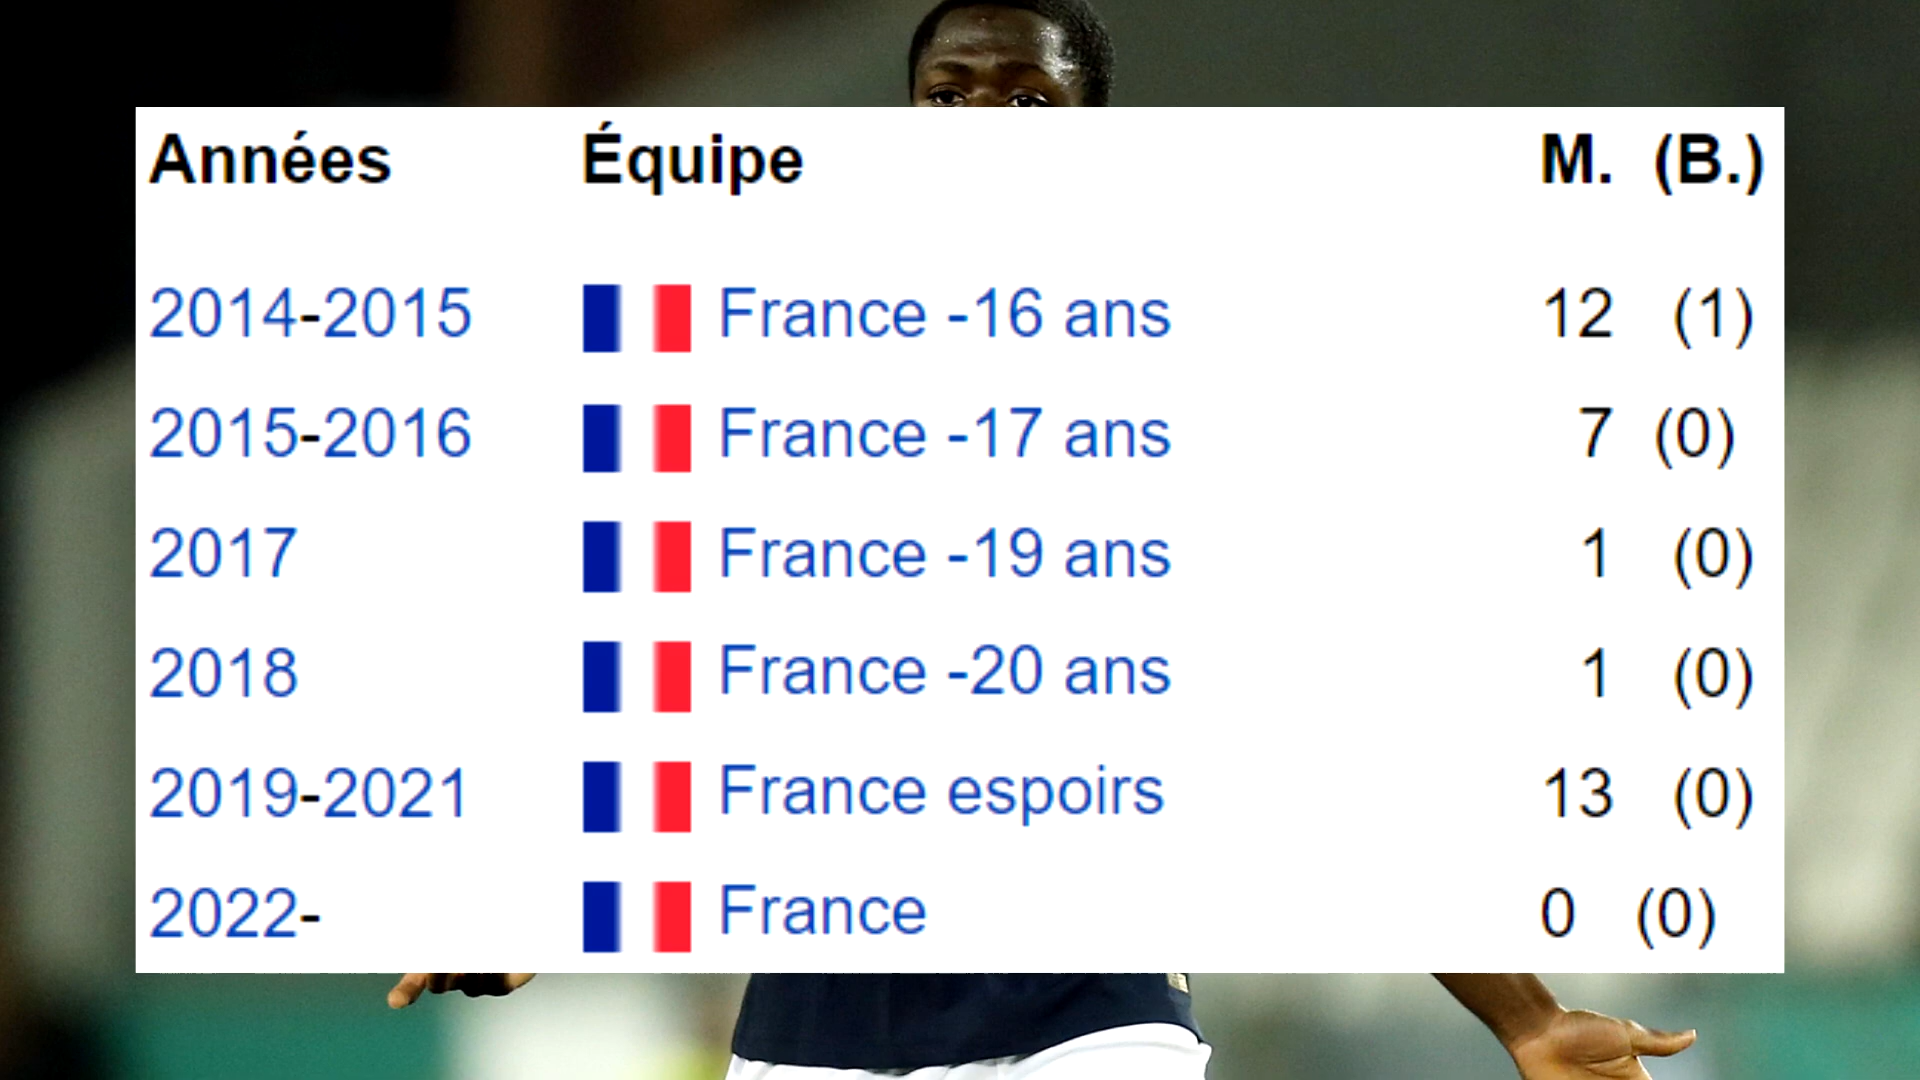 Années Équipe M. (B.)
2014-2015 France -16 ans 12 (1)
2015-2016 France -17 ans 7 (0)
2017 France -19 ans 1 (0)
2018 France -20 ans 1 (0)
2019-2021 France espoirs 13 (0)
2022- France 0 (0)